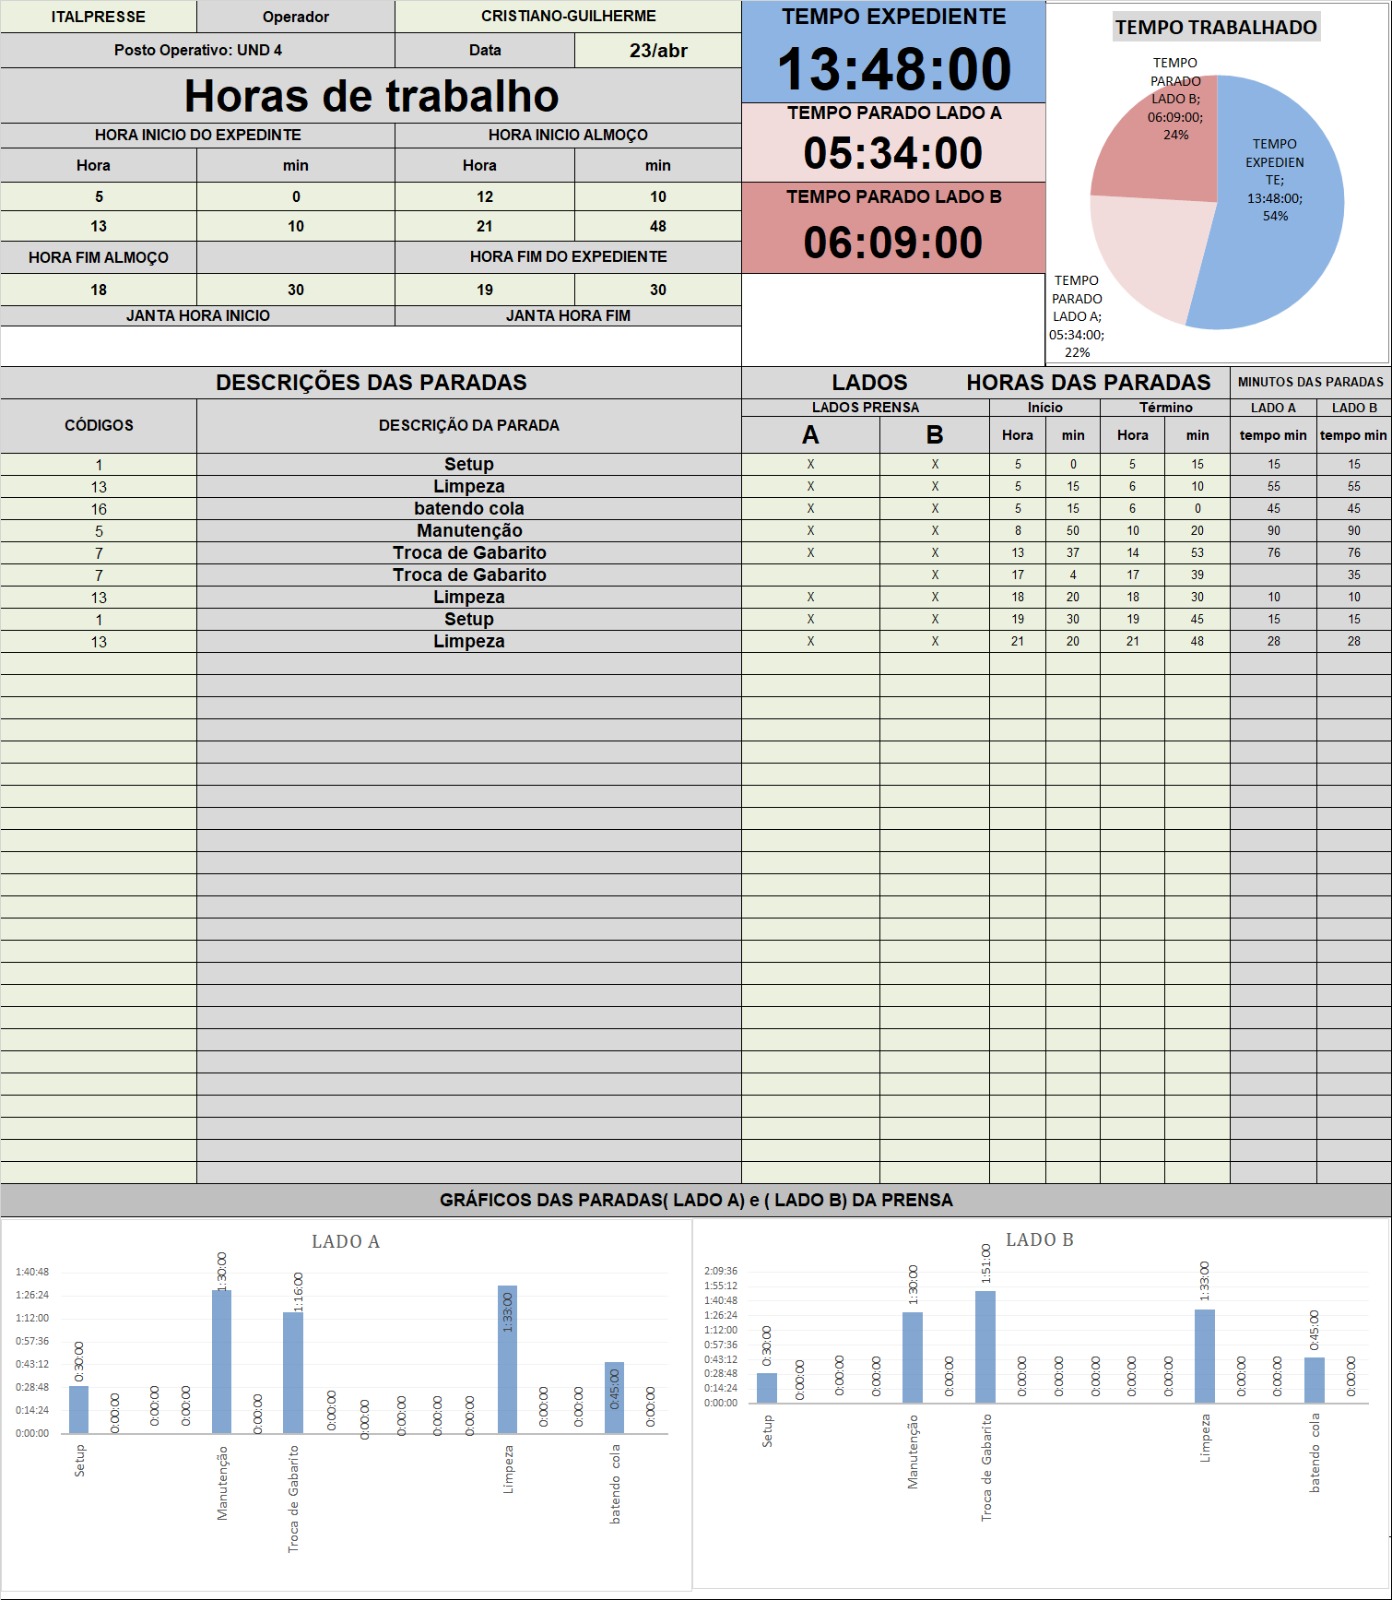 ITALPRESSE Operador CRISTIANO-GUILHERME
Posto Operativo: UND 4 Data 23/abr
Horas de trabalho
HORA INICIO DO EXPEDINTE HORA INICIO ALMOÇO
Hora min Hora min
5 0 12 10
13 10 21 48
HORA FIM ALMOÇO HORA FIM DO EXPEDIENTE
18 30 19 30
JANTA HORA INICIO JANTA HORA FIM
TEMPO EXPEDIENTE
13:48:00
TEMPO PARADO LADO A
05:34:00
TEMPO PARADO LADO B
06:09:00
TEMPO TRABALHADO
TEMPO
PARADO
LADO B;
06:09:00;
24%
TEMPO
EXPEDIEN
TE;
13:48:00;
54%
TEMPO
PARADO
LADO A;
05:34:00;
22%
DESCRIÇÕES DAS PARADAS LADOS HORAS DAS PARADAS MINUTOS DAS PARADAS
CÓDIGOS DESCRIÇÃO DA PARADA LADOS PRENSA Início Término LADO A LADO B
A B Hora min Hora min tempo min tempo min
1 Setup X X 5 0 5 15 15 15
13 Limpeza X X 5 15 6 10 55 55
16 batendo cola X X 5 15 6 0 45 45
5 Manutenção X X 8 50 10 20 90 90
7 Troca de Gabarito X X 13 37 14 53 76 76
7 Troca de Gabarito X 17 4 17 39 35
13 Limpeza X X 18 20 18 30 10 10
1 Setup X X 19 30 19 45 15 15
13 Limpeza X X 21 20 21 48 28 28
GRÁFICOS DAS PARADAS( LADO A) e ( LADO B) DA PRENSA
LADO A
1:40:48
1:26:24
1:12:00
0:57:36
0:43:12
0:28:48
0:14:24
0:00:00
0:30:00 0:00:00 0:00:00 0:00:00 1:30:00 0:00:00 1:16:00 0:00:00 0:00:00 0:00:00 0:00:00 0:00:00 1:33:00 0:00:00 0:00:00 0:45:00 0:00:00
Setup Manutenção Troca de Gabarito Limpeza batendo cola
LADO B
2:09:36
1:55:12
1:40:48
1:26:24
1:12:00
0:57:36
0:43:12
0:28:48
0:14:24
0:00:00
0:30:00 0:00:00 0:00:00 0:00:00 1:30:00 0:00:00 1:51:00 0:00:00 0:00:00 0:00:00 0:00:00 0:00:00 1:33:00 0:00:00 0:00:00 0:45:00 0:00:00
Setup Manutenção Troca de Gabarito Limpeza batendo cola